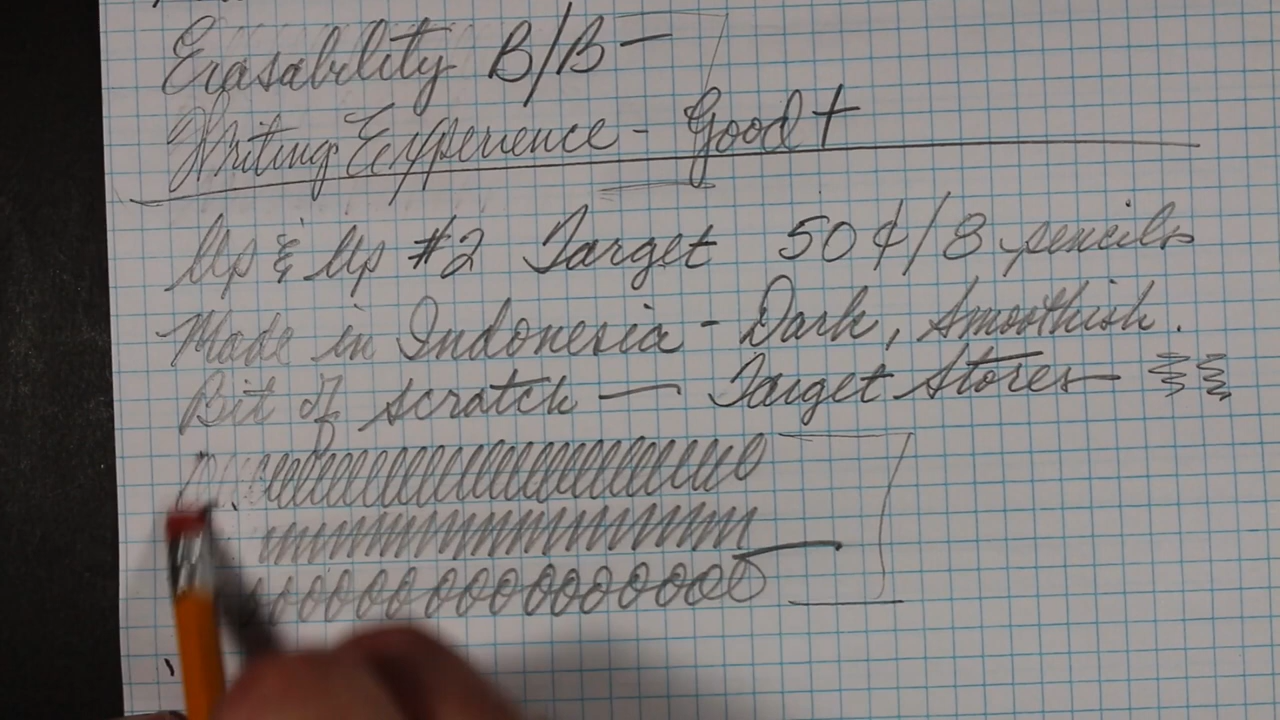 Erasability B/B-
Writing Experience - Good+
Up & Up #2 Target 50¢/8 pencils
Made in Indonesia - Dark, Smoothish.
Bit of scratch — Target Stores